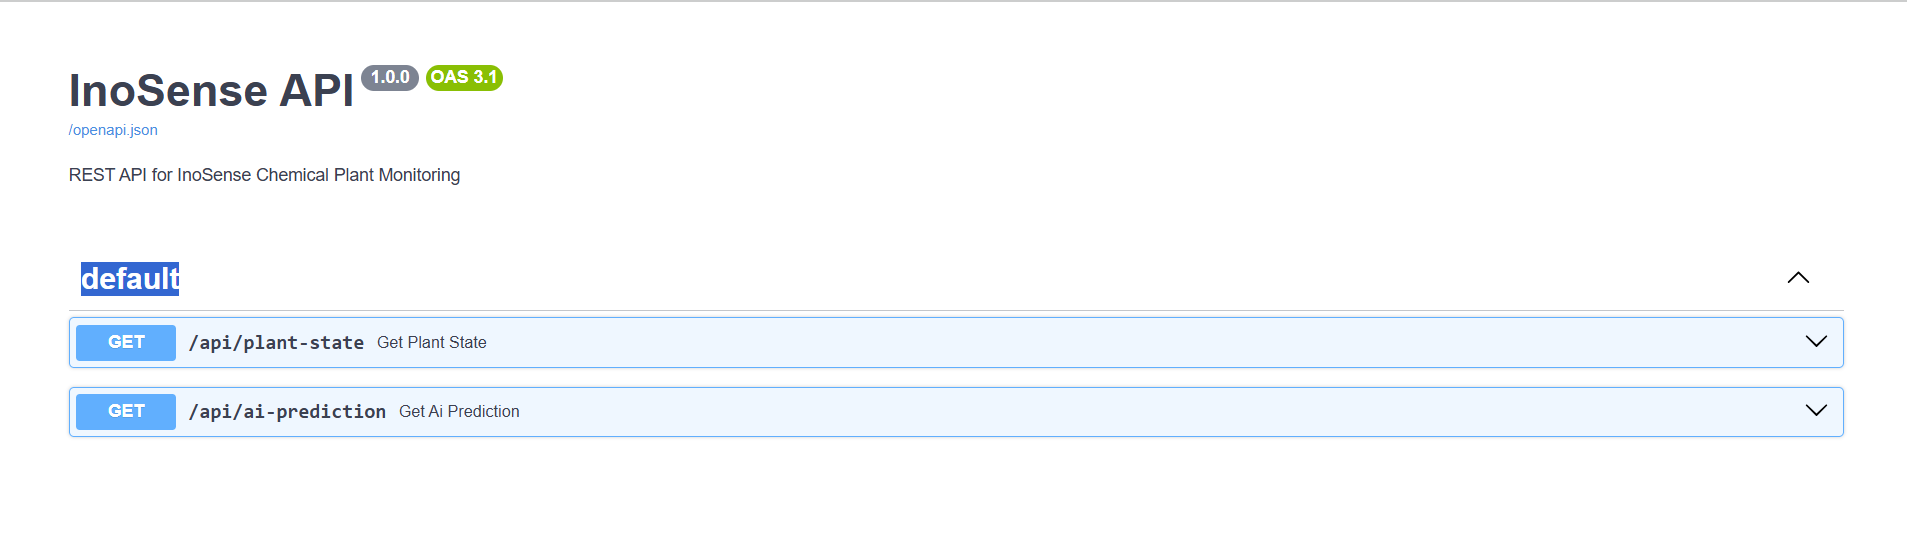 InoSense API 1.0.0 OAS 3.1
/openapi.json
REST API for InoSense Chemical Plant Monitoring
default
GET /api/plant-state Get Plant State
GET /api/ai-prediction Get Ai Prediction